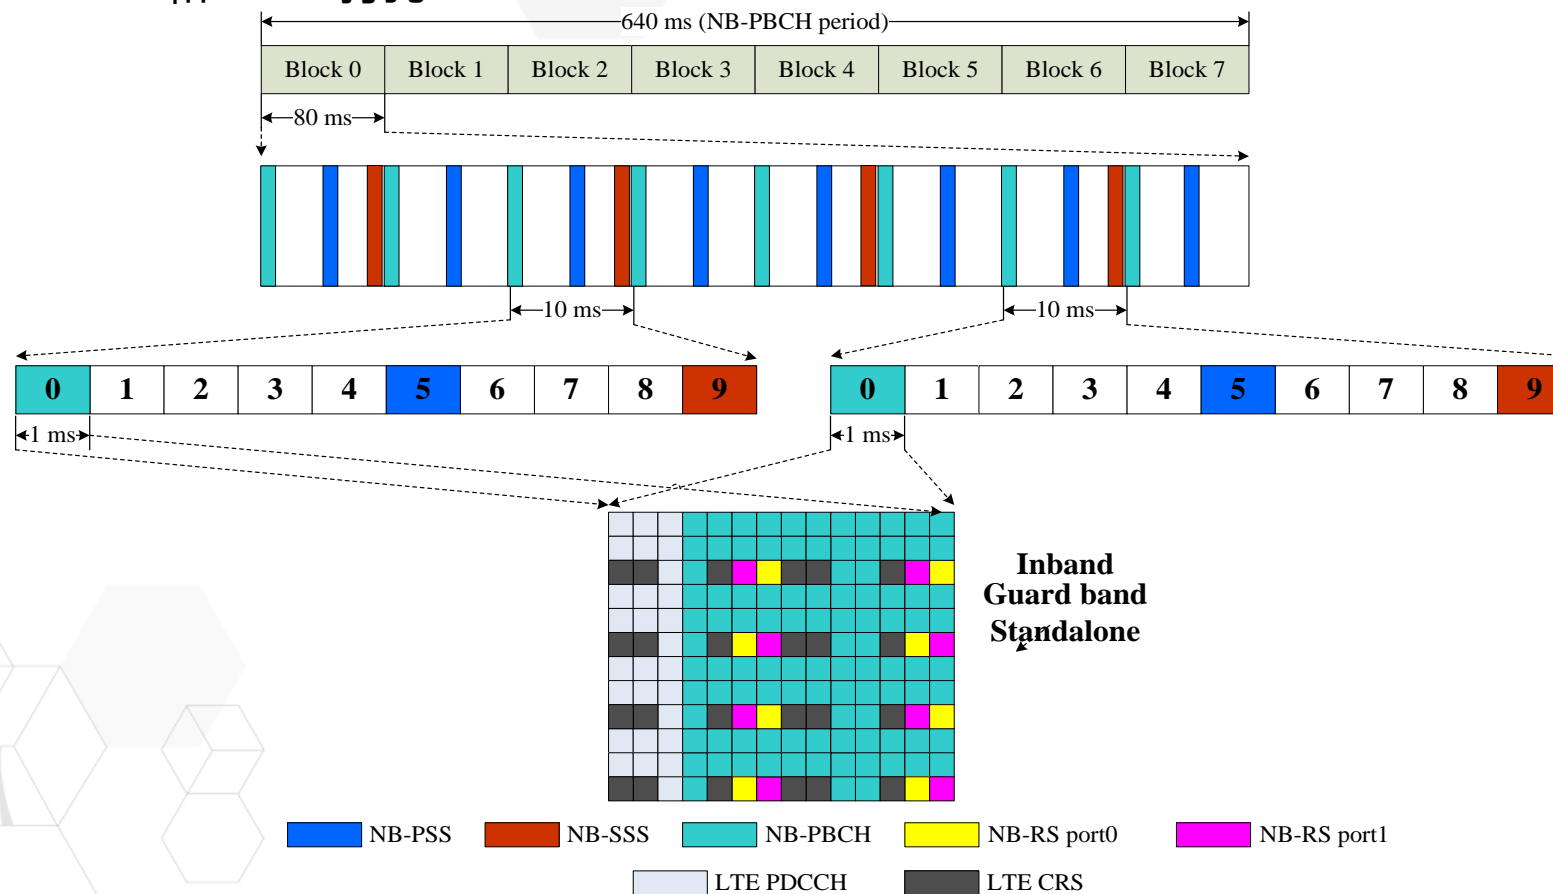 640 ms (NB-PBCH period)
Block 0 Block 1 Block 2 Block 3 Block 4 Block 5 Block 6 Block 7
80 ms
10 ms 10 ms
0 1 2 3 4 5 6 7 8 9 0 1 2 3 4 5 6 7 8 9
1 ms 1 ms
Inband
Guard band
Standalone
NB-PSS NB-SSS NB-PBCH NB-RS port0 NB-RS port1
LTE PDCCH LTE CRS